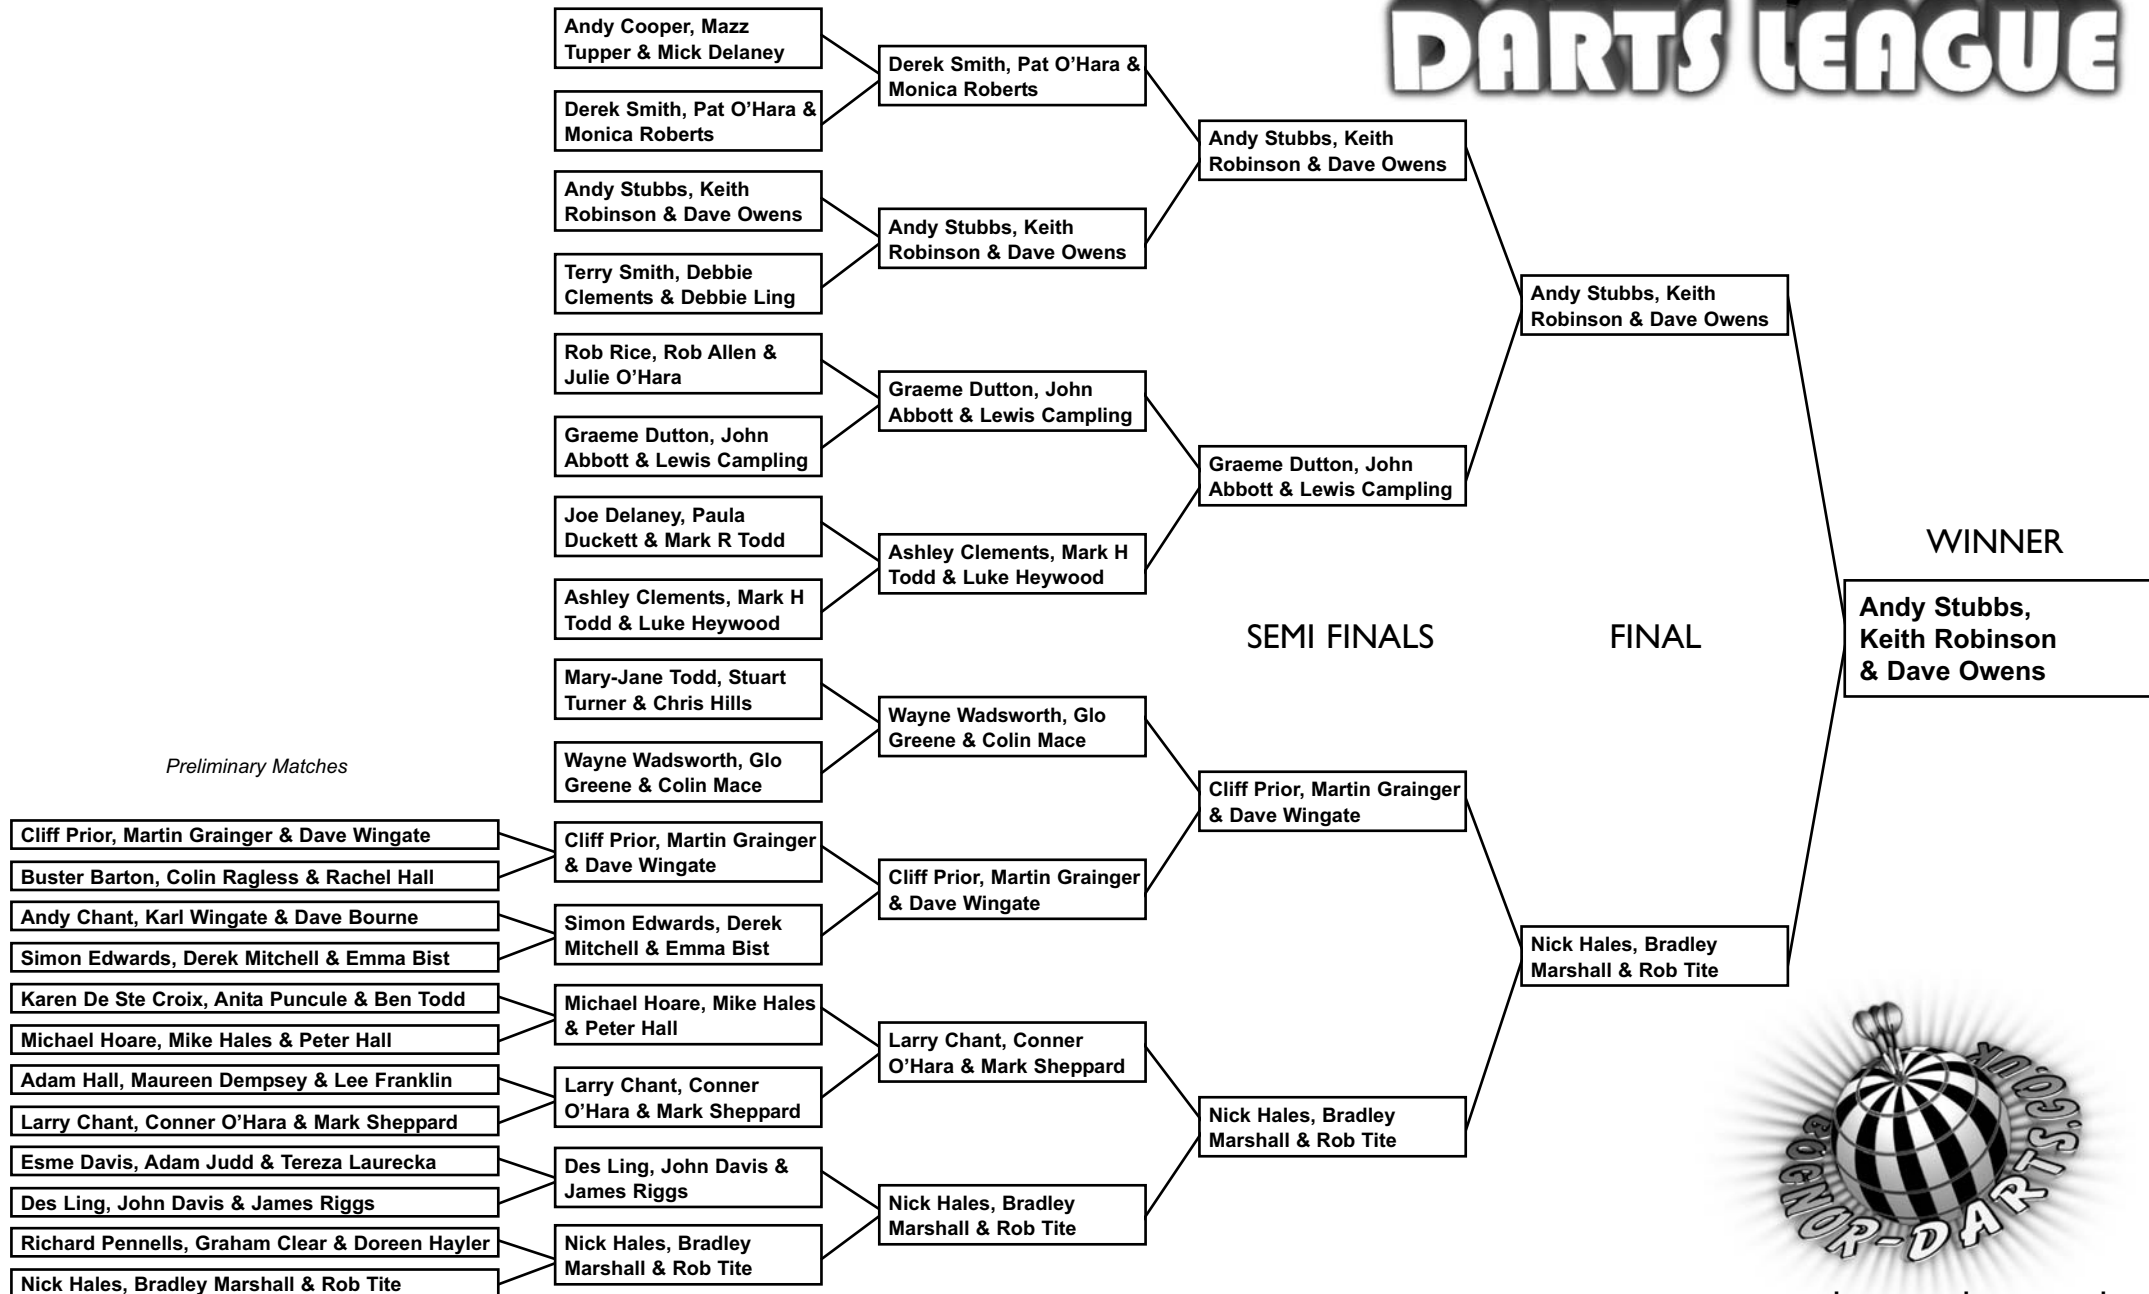 DARTS LEAGUE
Andy Cooper, Mazz
Tupper & Mick Delaney
Derek Smith, Pat O'Hara &
Monica Roberts
Andy Stubbs, Keith
Robinson & Dave Owens
Terry Smith, Debbie
Clements & Debbie Ling
Rob Rice, Rob Allen &
Julie O'Hara
Graeme Dutton, John
Abbott & Lewis Campling
Joe Delaney, Paula
Duckett & Mark R Todd
Ashley Clements, Mark H
Todd & Luke Heywood
Mary-Jane Todd, Stuart
Turner & Chris Hills
Wayne Wadsworth, Glo
Greene & Colin Mace
Preliminary Matches
Cliff Prior, Martin Grainger & Dave Wingate
Buster Barton, Colin Ragless & Rachel Hall
Andy Chant, Karl Wingate & Dave Bourne
Simon Edwards, Derek Mitchell & Emma Bist
Karen De Ste Croix, Anita Puncule & Ben Todd
Michael Hoare, Mike Hales & Peter Hall
Adam Hall, Maureen Dempsey & Lee Franklin
Larry Chant, Conner O'Hara & Mark Sheppard
Esme Davis, Adam Judd & Tereza Laurecka
Des Ling, John Davis & James Riggs
Richard Pennells, Graham Clear & Doreen Hayler
Nick Hales, Bradley Marshall & Rob Tite
Cliff Prior, Martin Grainger
& Dave Wingate
Simon Edwards, Derek
Mitchell & Emma Bist
Michael Hoare, Mike Hales
& Peter Hall
Larry Chant, Conner
O'Hara & Mark Sheppard
Des Ling, John Davis &
James Riggs
Nick Hales, Bradley
Marshall & Rob Tite
Derek Smith, Pat O'Hara &
Monica Roberts
Andy Stubbs, Keith
Robinson & Dave Owens
Graeme Dutton, John
Abbott & Lewis Campling
Ashley Clements, Mark H
Todd & Luke Heywood
Wayne Wadsworth, Glo
Greene & Colin Mace
Cliff Prior, Martin Grainger
& Dave Wingate
Larry Chant, Conner
O'Hara & Mark Sheppard
Nick Hales, Bradley
Marshall & Rob Tite
Andy Stubbs, Keith
Robinson & Dave Owens
Graeme Dutton, John
Abbott & Lewis Campling
SEMI FINALS
Cliff Prior, Martin Grainger
& Dave Wingate
Nick Hales, Bradley
Marshall & Rob Tite
Andy Stubbs, Keith
Robinson & Dave Owens
FINAL
Nick Hales, Bradley
Marshall & Rob Tite
WINNER
Andy Stubbs,
Keith Robinson
& Dave Owens
BOGNOR-DARTS.CO.UK